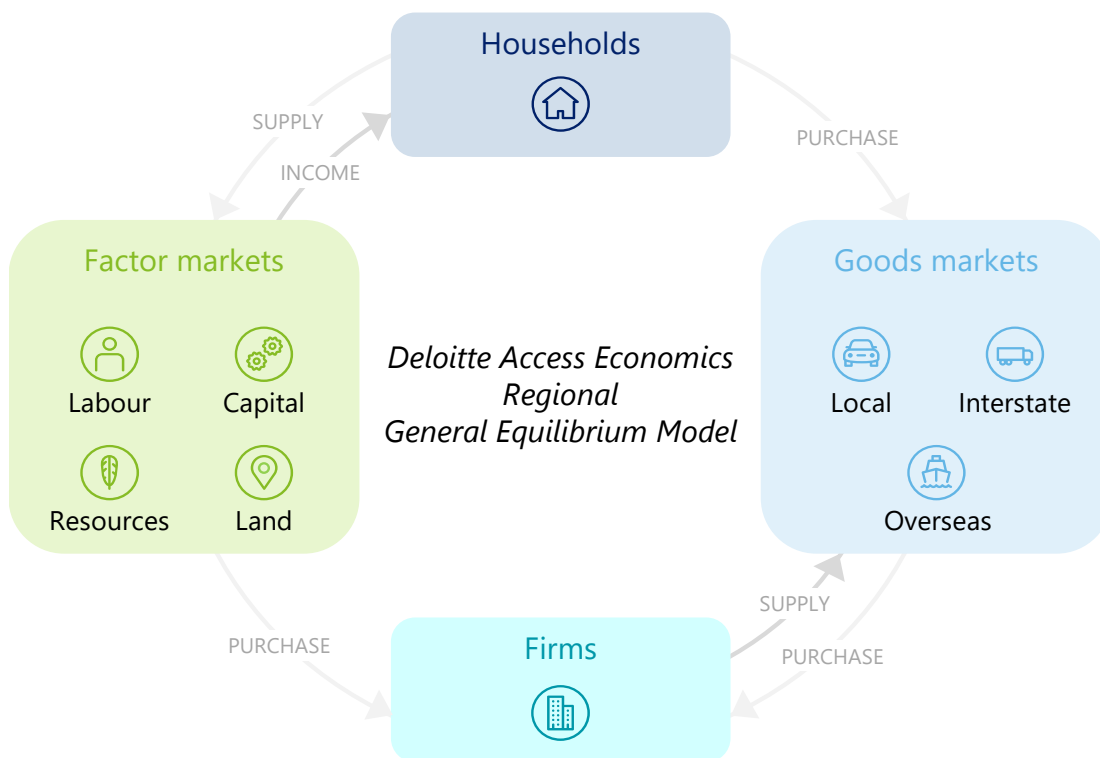 Households
SUPPLY
PURCHASE
INCOME
Factor markets
Goods markets
Labour
Capital
Deloitte Access Economics
Regional
General Equilibrium Model
Local
Interstate
Resources
Land
Overseas
SUPPLY
PURCHASE
Firms
PURCHASE